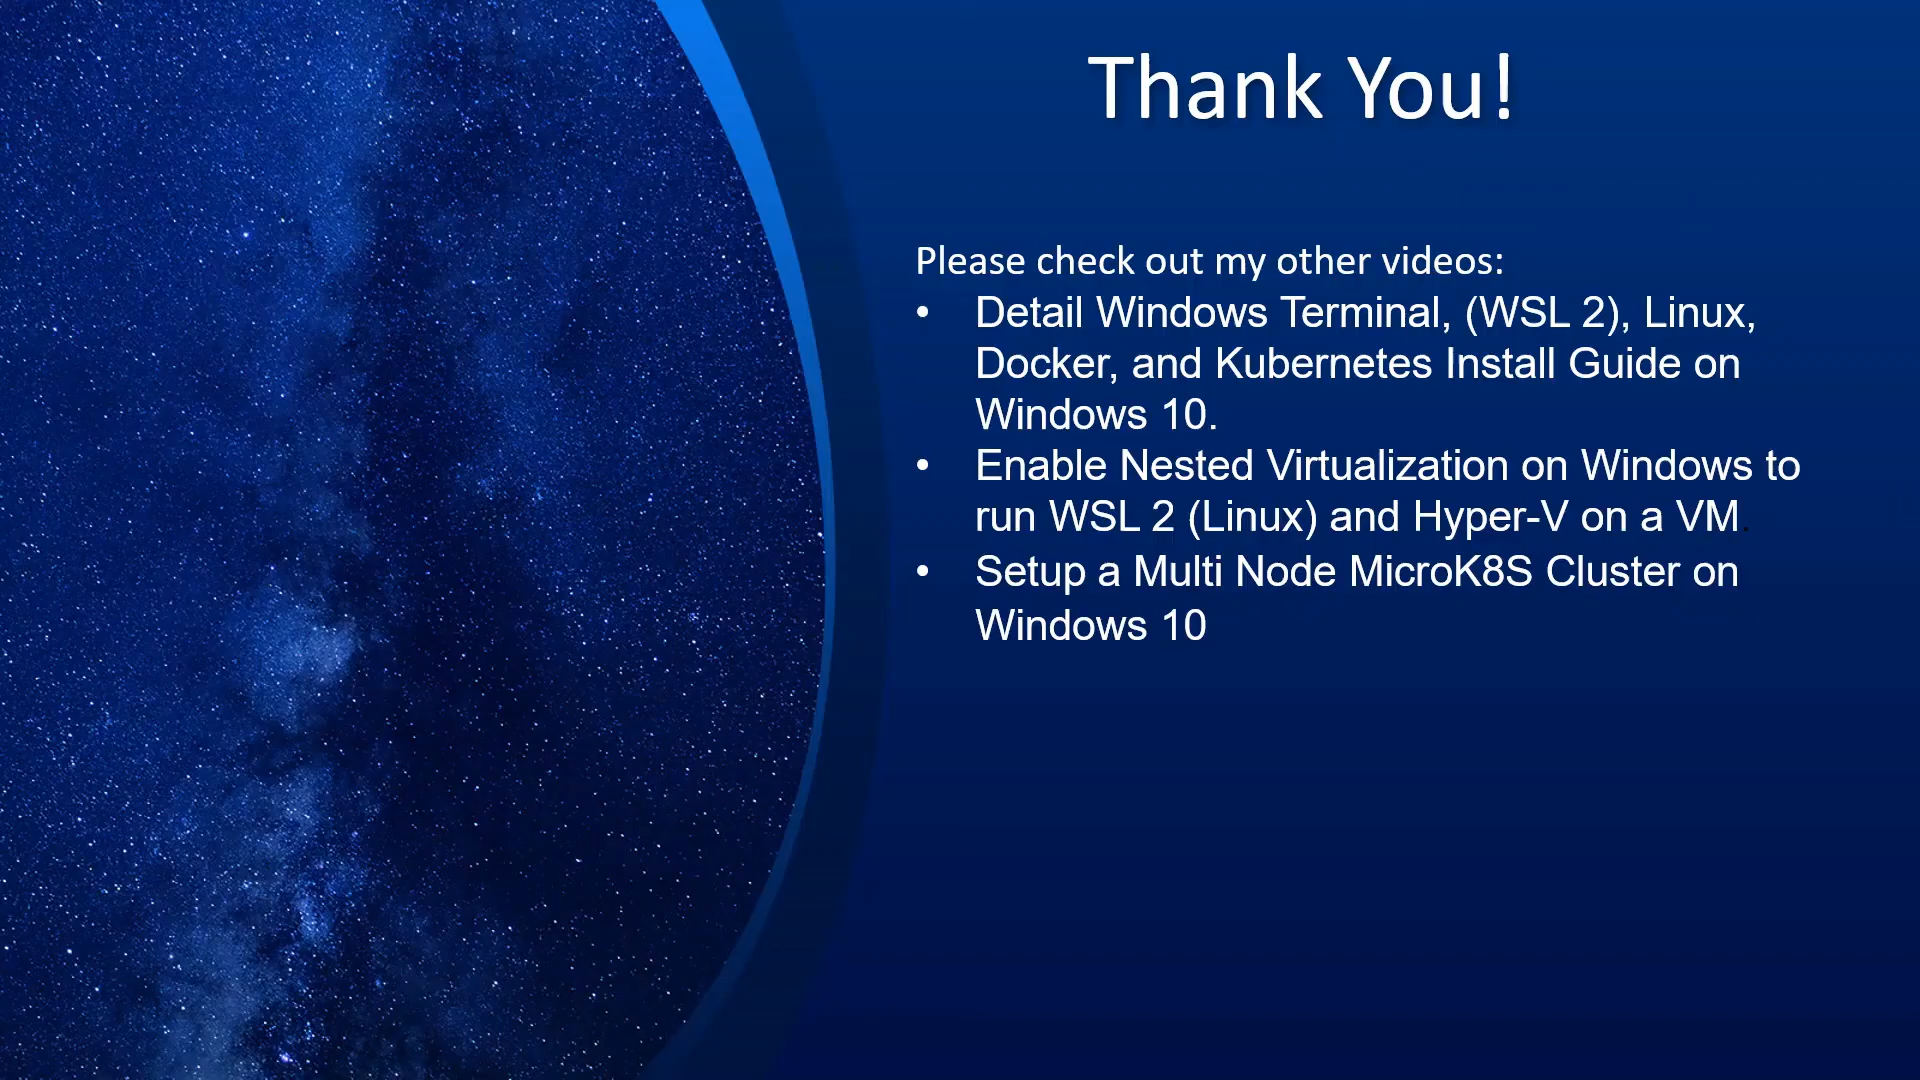 Thank You!
Please check out my other videos:
• Detail Windows Terminal, (WSL 2), Linux,
Docker, and Kubernetes Install Guide on
Windows 10.
• Enable Nested Virtualization on Windows to
run WSL 2 (Linux) and Hyper-V on a VM.
• Setup a Multi Node MicroK8S Cluster on
Windows 10